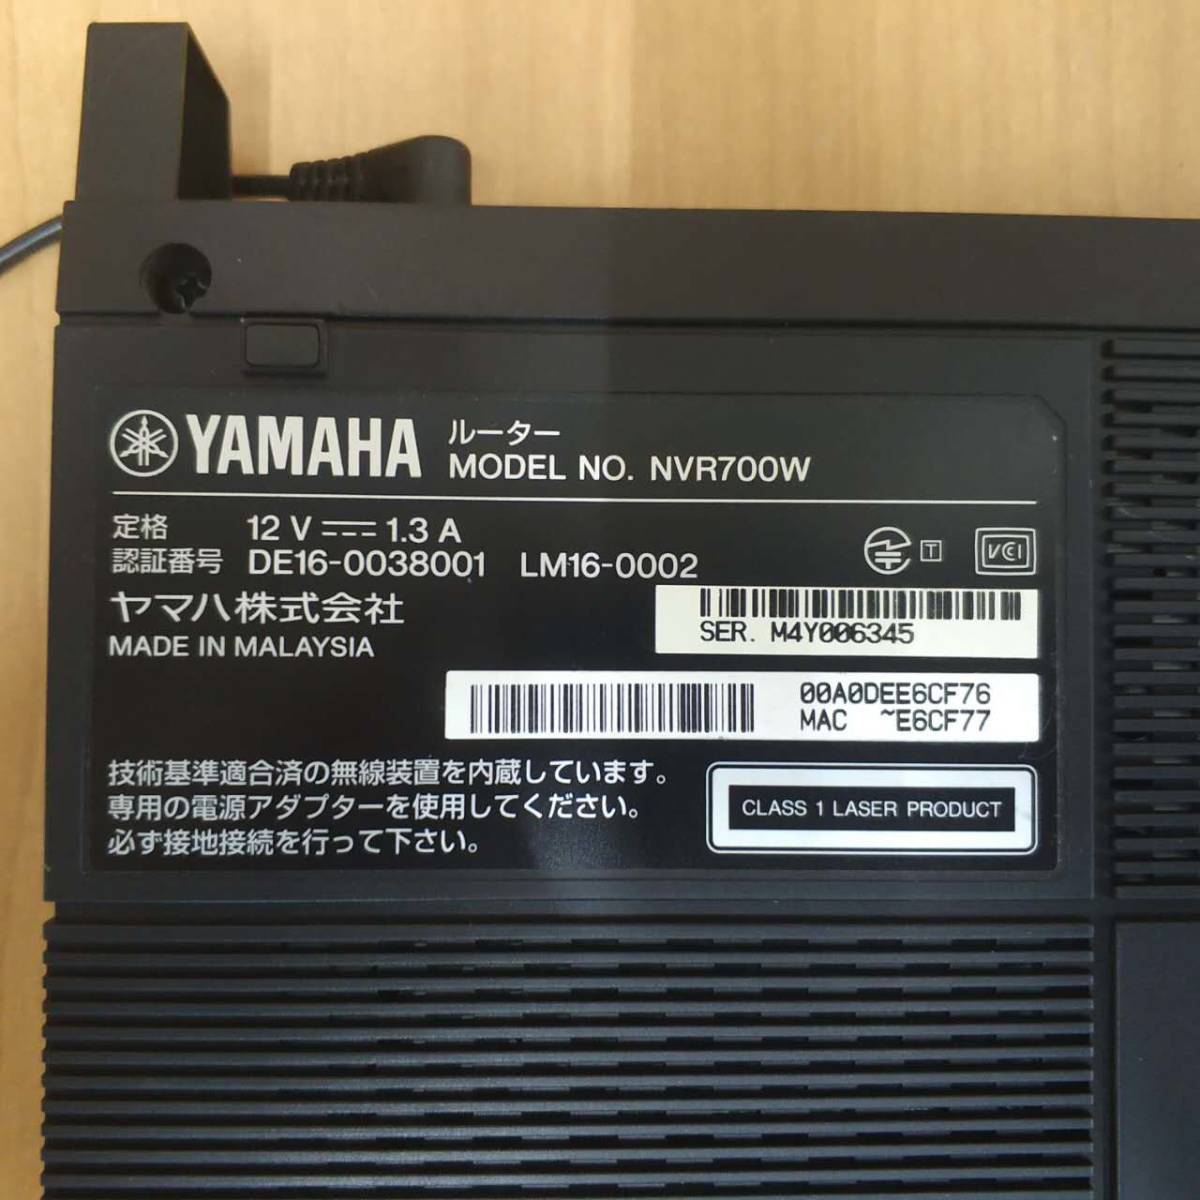 YAMAHA ルーター
MODEL NO. NVR700W
定格 12 V 1.3 A
認証番号 DE16-0038001 LM16-0002
T
VCI
ヤマハ株式会社
MADE IN MALAYSIA
SER. M4Y006345
00A0DEE6CF76
MAC ~E6CF77
技術基準適合済の無線装置を内蔵しています。
専用の電源アダプターを使用してください。
必ず接地接続を行って下さい。
CLASS 1 LASER PRODUCT